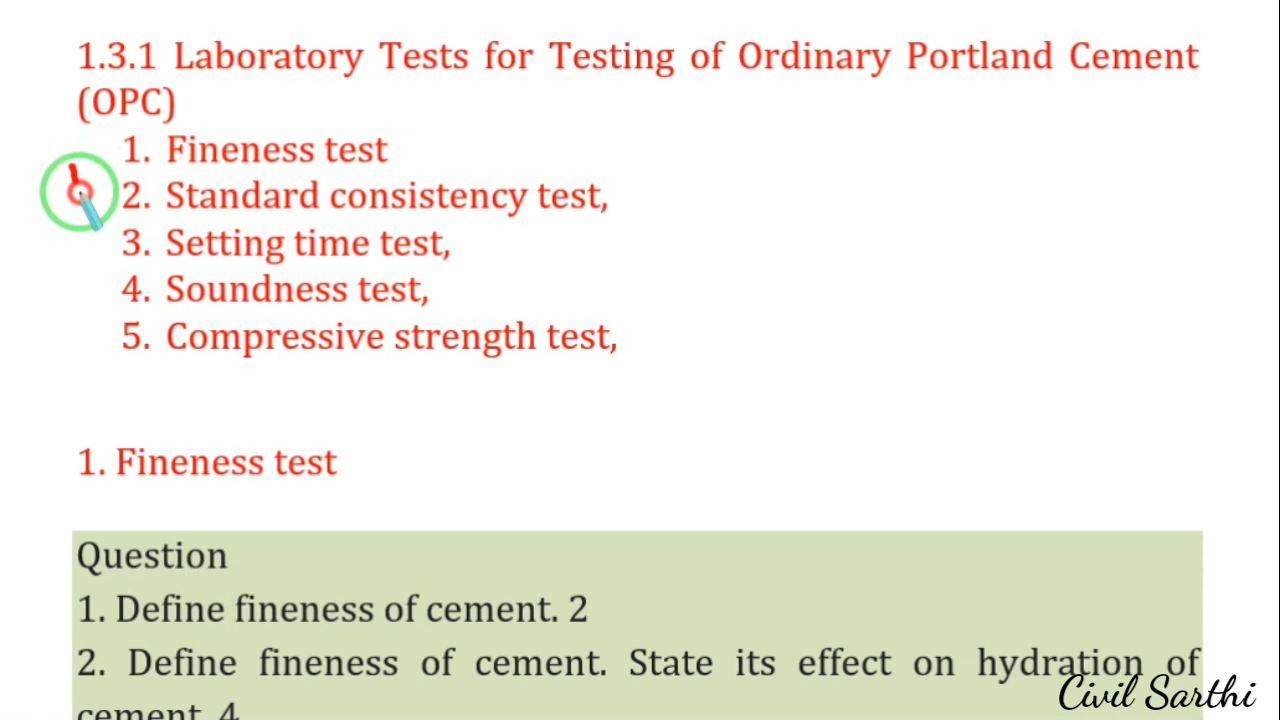 1.3.1 Laboratory Tests for Testing of Ordinary Portland Cement
(OPC)
1. Fineness test
2. Standard consistency test,
3. Setting time test,
4. Soundness test,
5. Compressive strength test,
1. Fineness test
Question
1. Define fineness of cement. 2
2. Define fineness of cement. State its effect on hydration of
cement. 4
Civil Sarthi